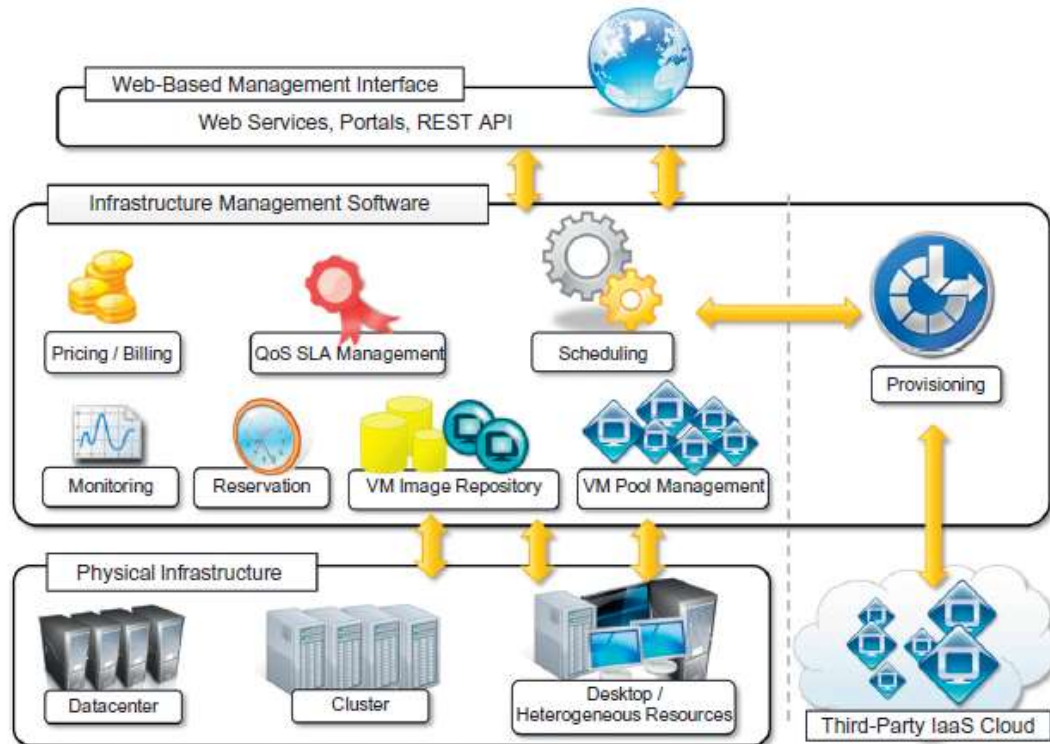 Web-Based Management Interface
Web Services, Portals, REST API
Infrastructure Management Software
Pricing / Billing
QoS SLA Management
Scheduling
Provisioning
Monitoring
Reservation
VM Image Repository
VM Pool Management
Physical Infrastructure
Datacenter
Cluster
Desktop /
Heterogeneous Resources
Third-Party IaaS Cloud